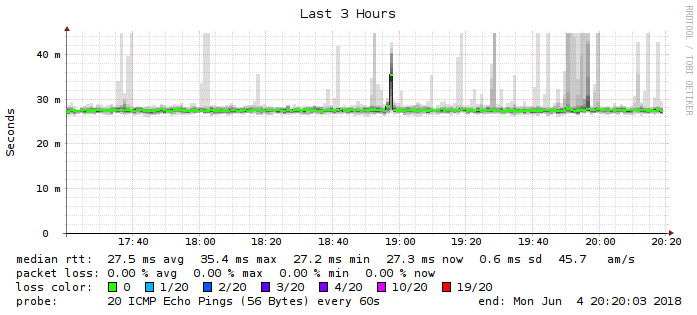 Last 3 Hours
RRDTOOL / TOBI OETIKER
Seconds
40 m
30 m
20 m
10 m
0
17:40 18:00 18:20 18:40 19:00 19:20 19:40 20:00 20:20
median rtt: 27.5 ms avg 35.4 ms max 27.2 ms min 27.3 ms now 0.6 ms sd 45.7 am/s
packet loss: 0.00 % avg 0.00 % max 0.00 % min 0.00 % now
loss color: 0 1/20 2/20 3/20 4/20 10/20 19/20
probe: 20 ICMP Echo Pings (56 Bytes) every 60s end: Mon Jun 4 20:20:03 2018